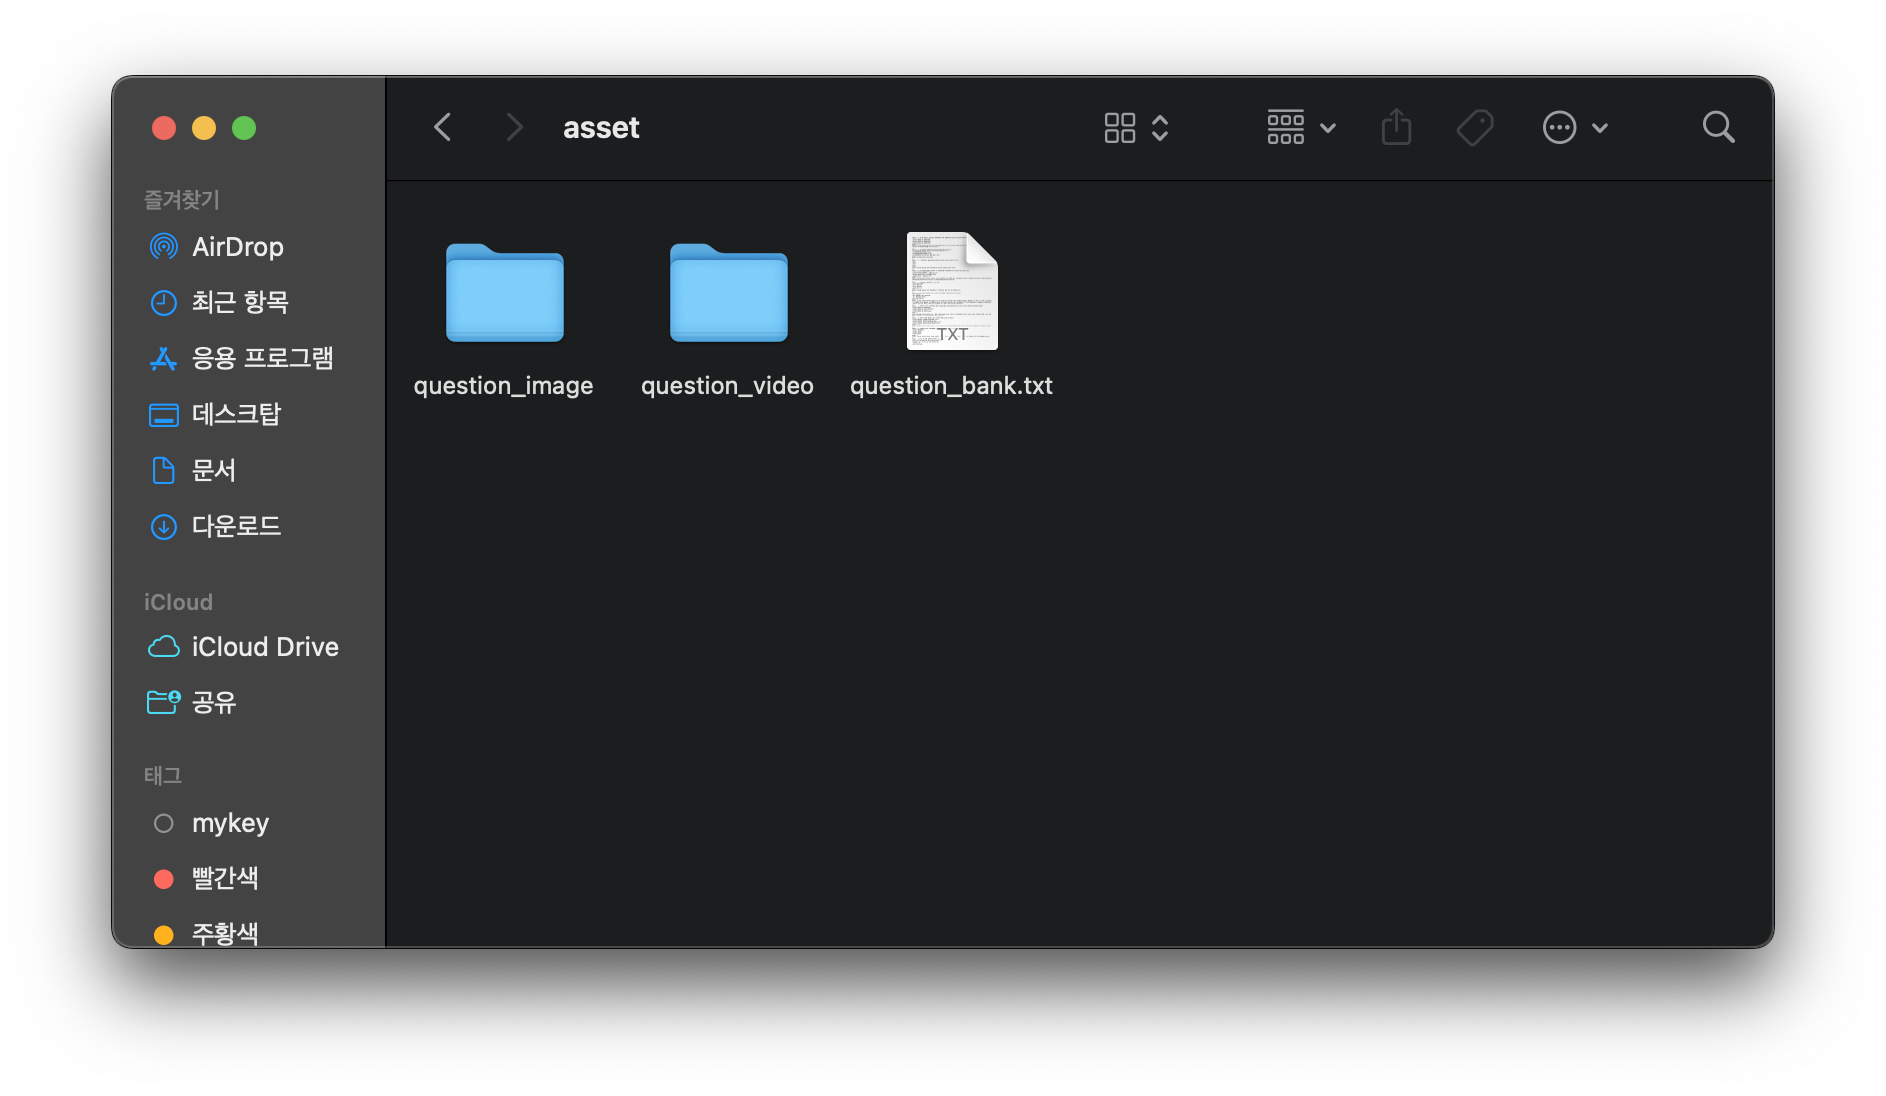 asset
즐겨찾기
AirDrop
최근 항목
응용 프로그램
데스크탑
문서
다운로드
iCloud
iCloud Drive
공유
태그
mykey
빨간색
주황색
TXT
question_image
question_video
question_bank.txt